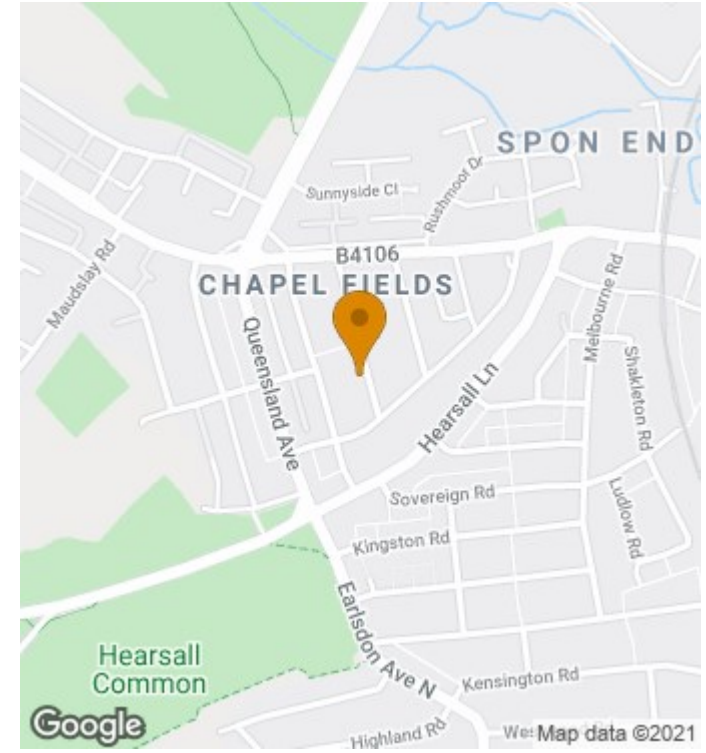 SPON END
Sunnyside Cl
Rushmoor Dr
B4106
CHAPEL FIELDS
Maudslay Rd
Melbourne Rd
Queensland Ave
Hearsall Ln
Shakleton Rd
Sovereign Rd
Ludlow Rd
Kingston Rd
Earlsdon Ave N
Hearsall
Common
Kensington Rd
Highland Rd
Google
Map data ©2021